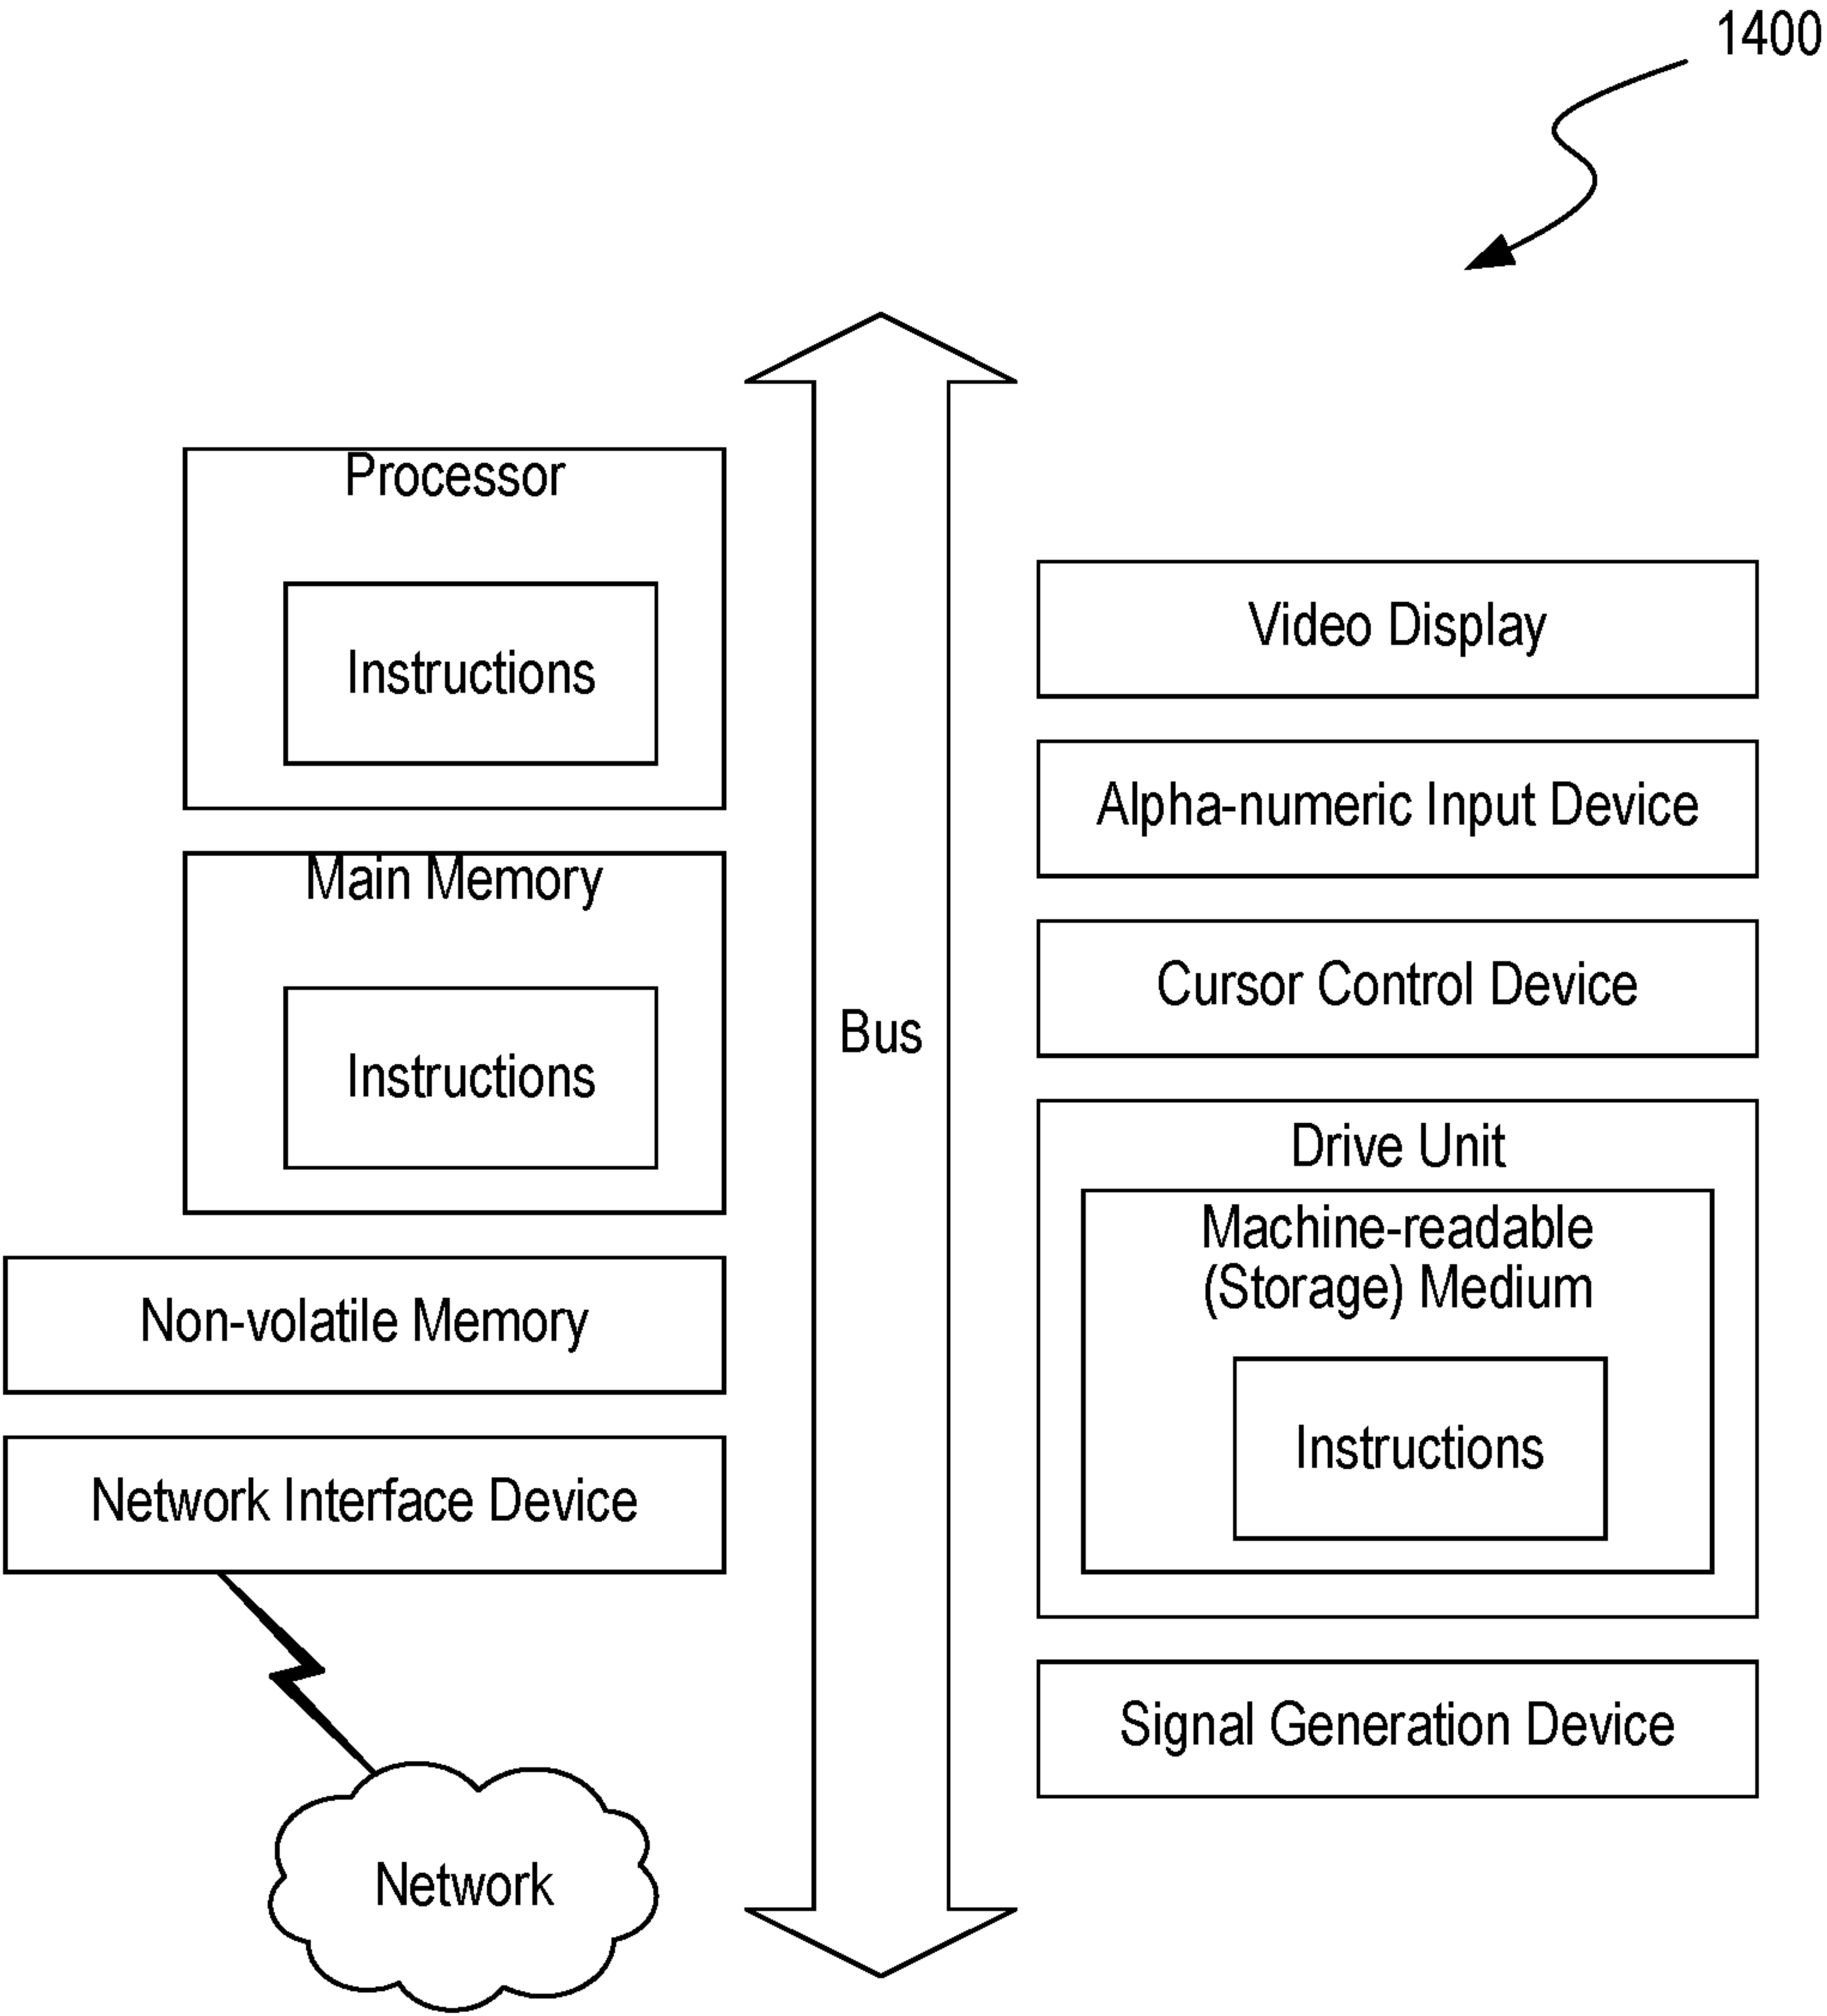 1400
Processor
Instructions
Main Memory
Instructions
Non-volatile Memory
Network Interface Device
Network
Bus
Video Display
Alpha-numeric Input Device
Cursor Control Device
Drive Unit
Machine-readable
(Storage) Medium
Instructions
Signal Generation Device